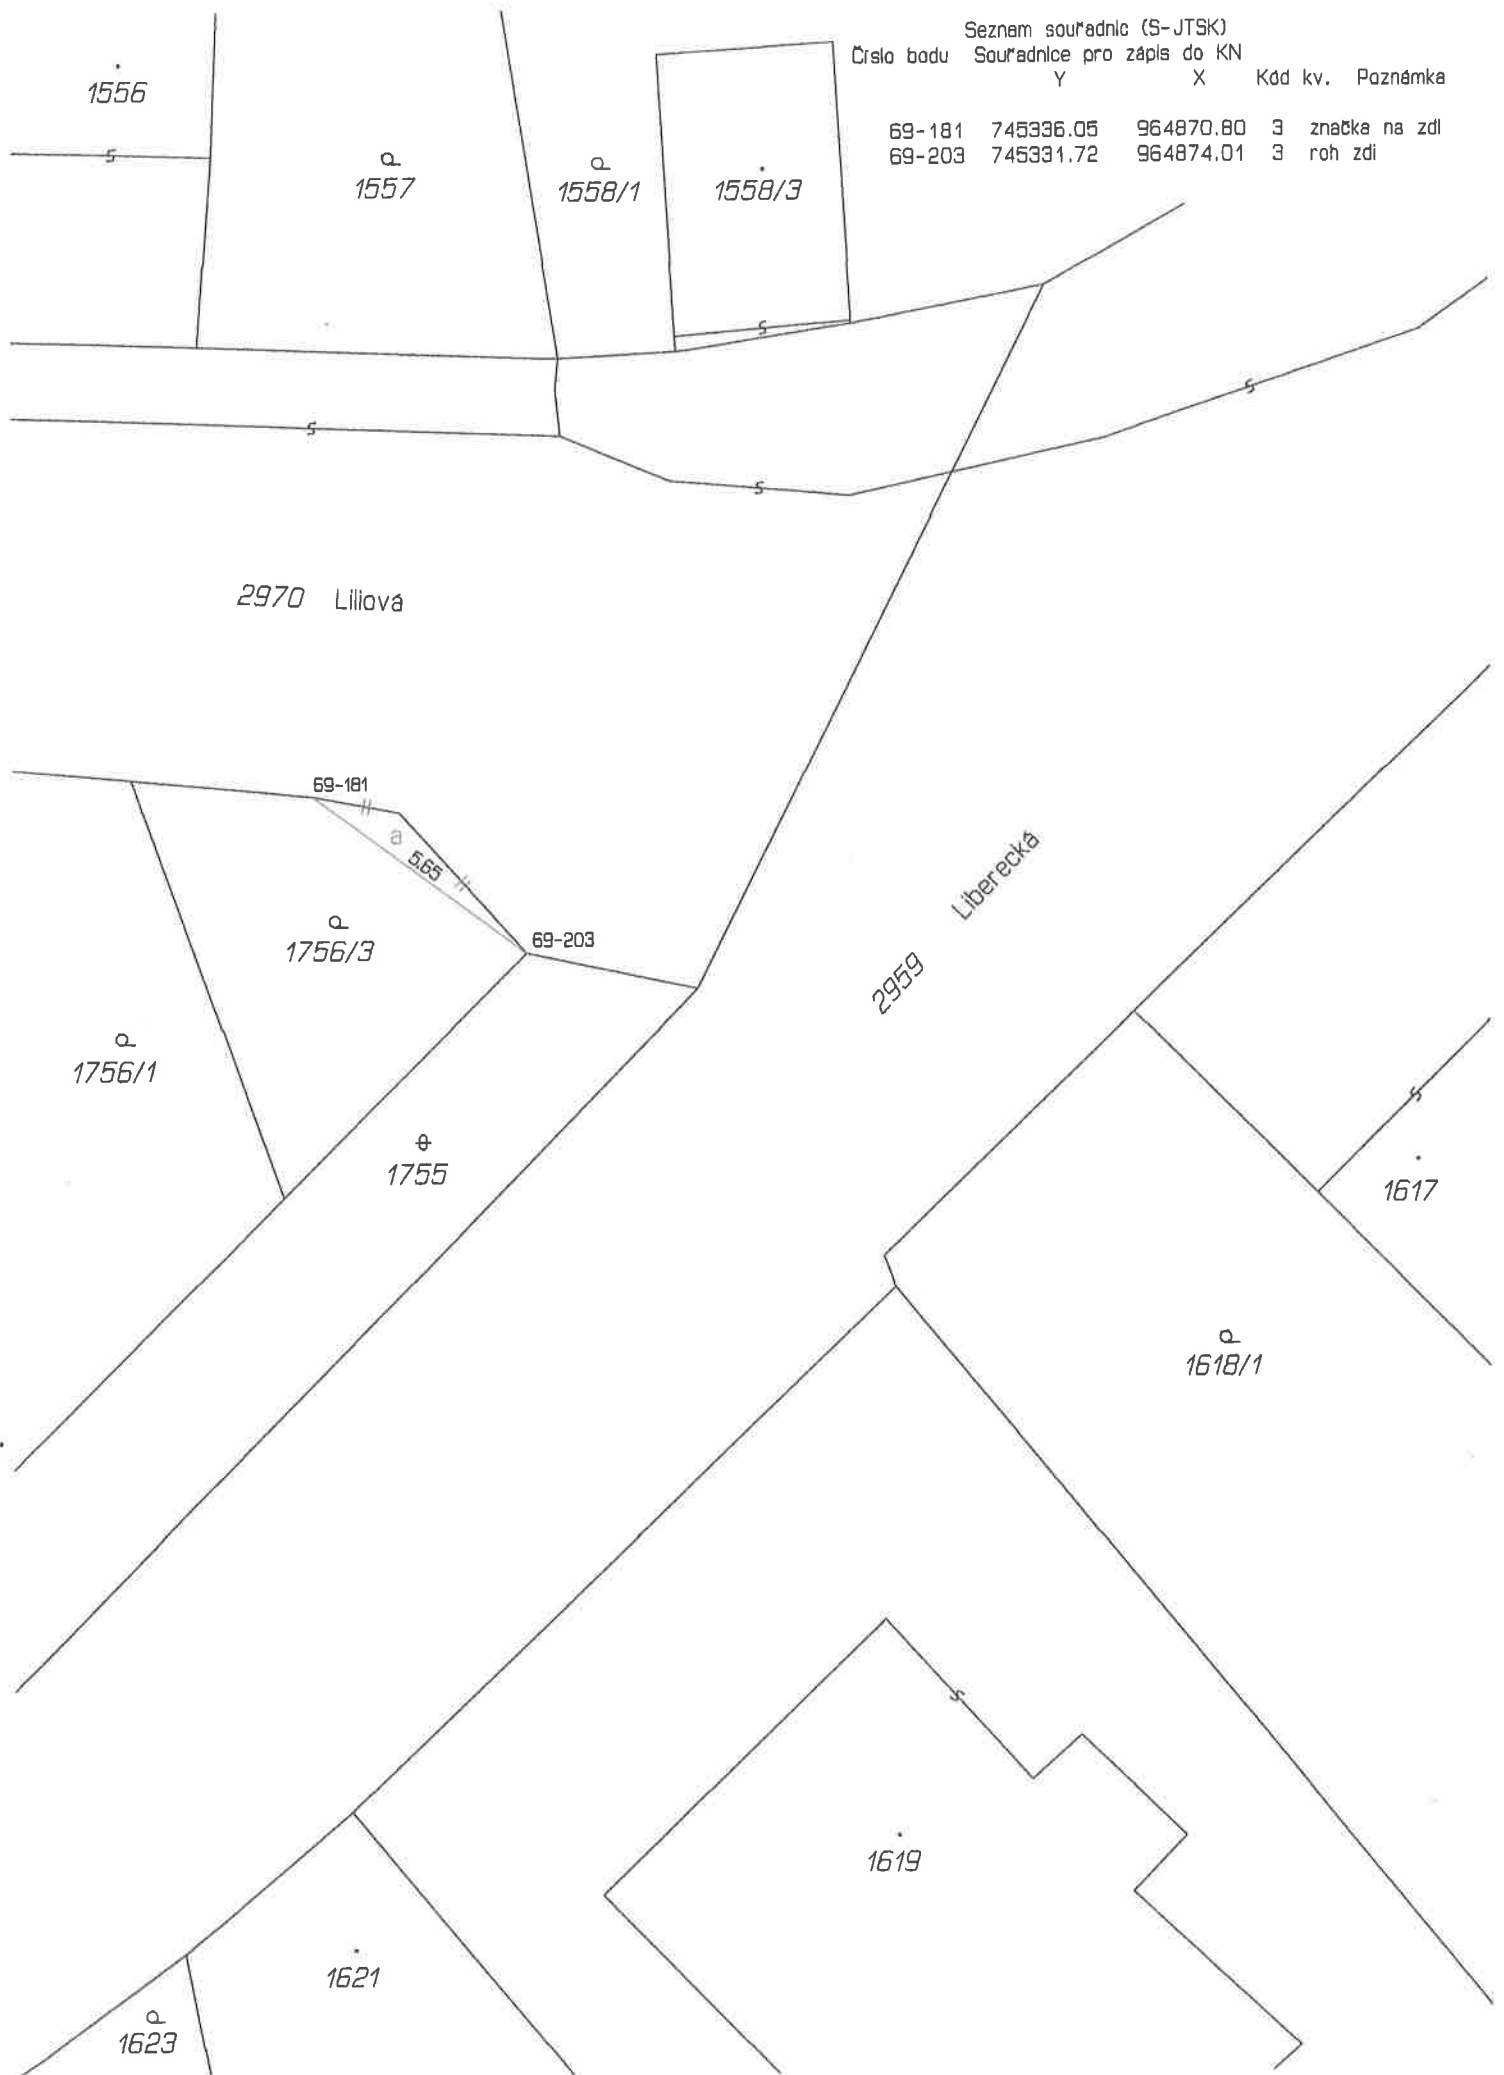 Seznam souřadnic (S-JTSK)
Číslo bodu Souřadnice pro zápis do KN
Y X Kód kv. Poznámka
69-181 745336.05 964870.80 3 značka na zdi
69-203 745331.72 964874.01 3 roh zdi
1556
1557
1558/1
1558/3
2970 Liliová
69-181
a
5.65
69-203
1756/3
1756/1
1755
Liberecká
2959
1617
1618/1
1619
1621
1623